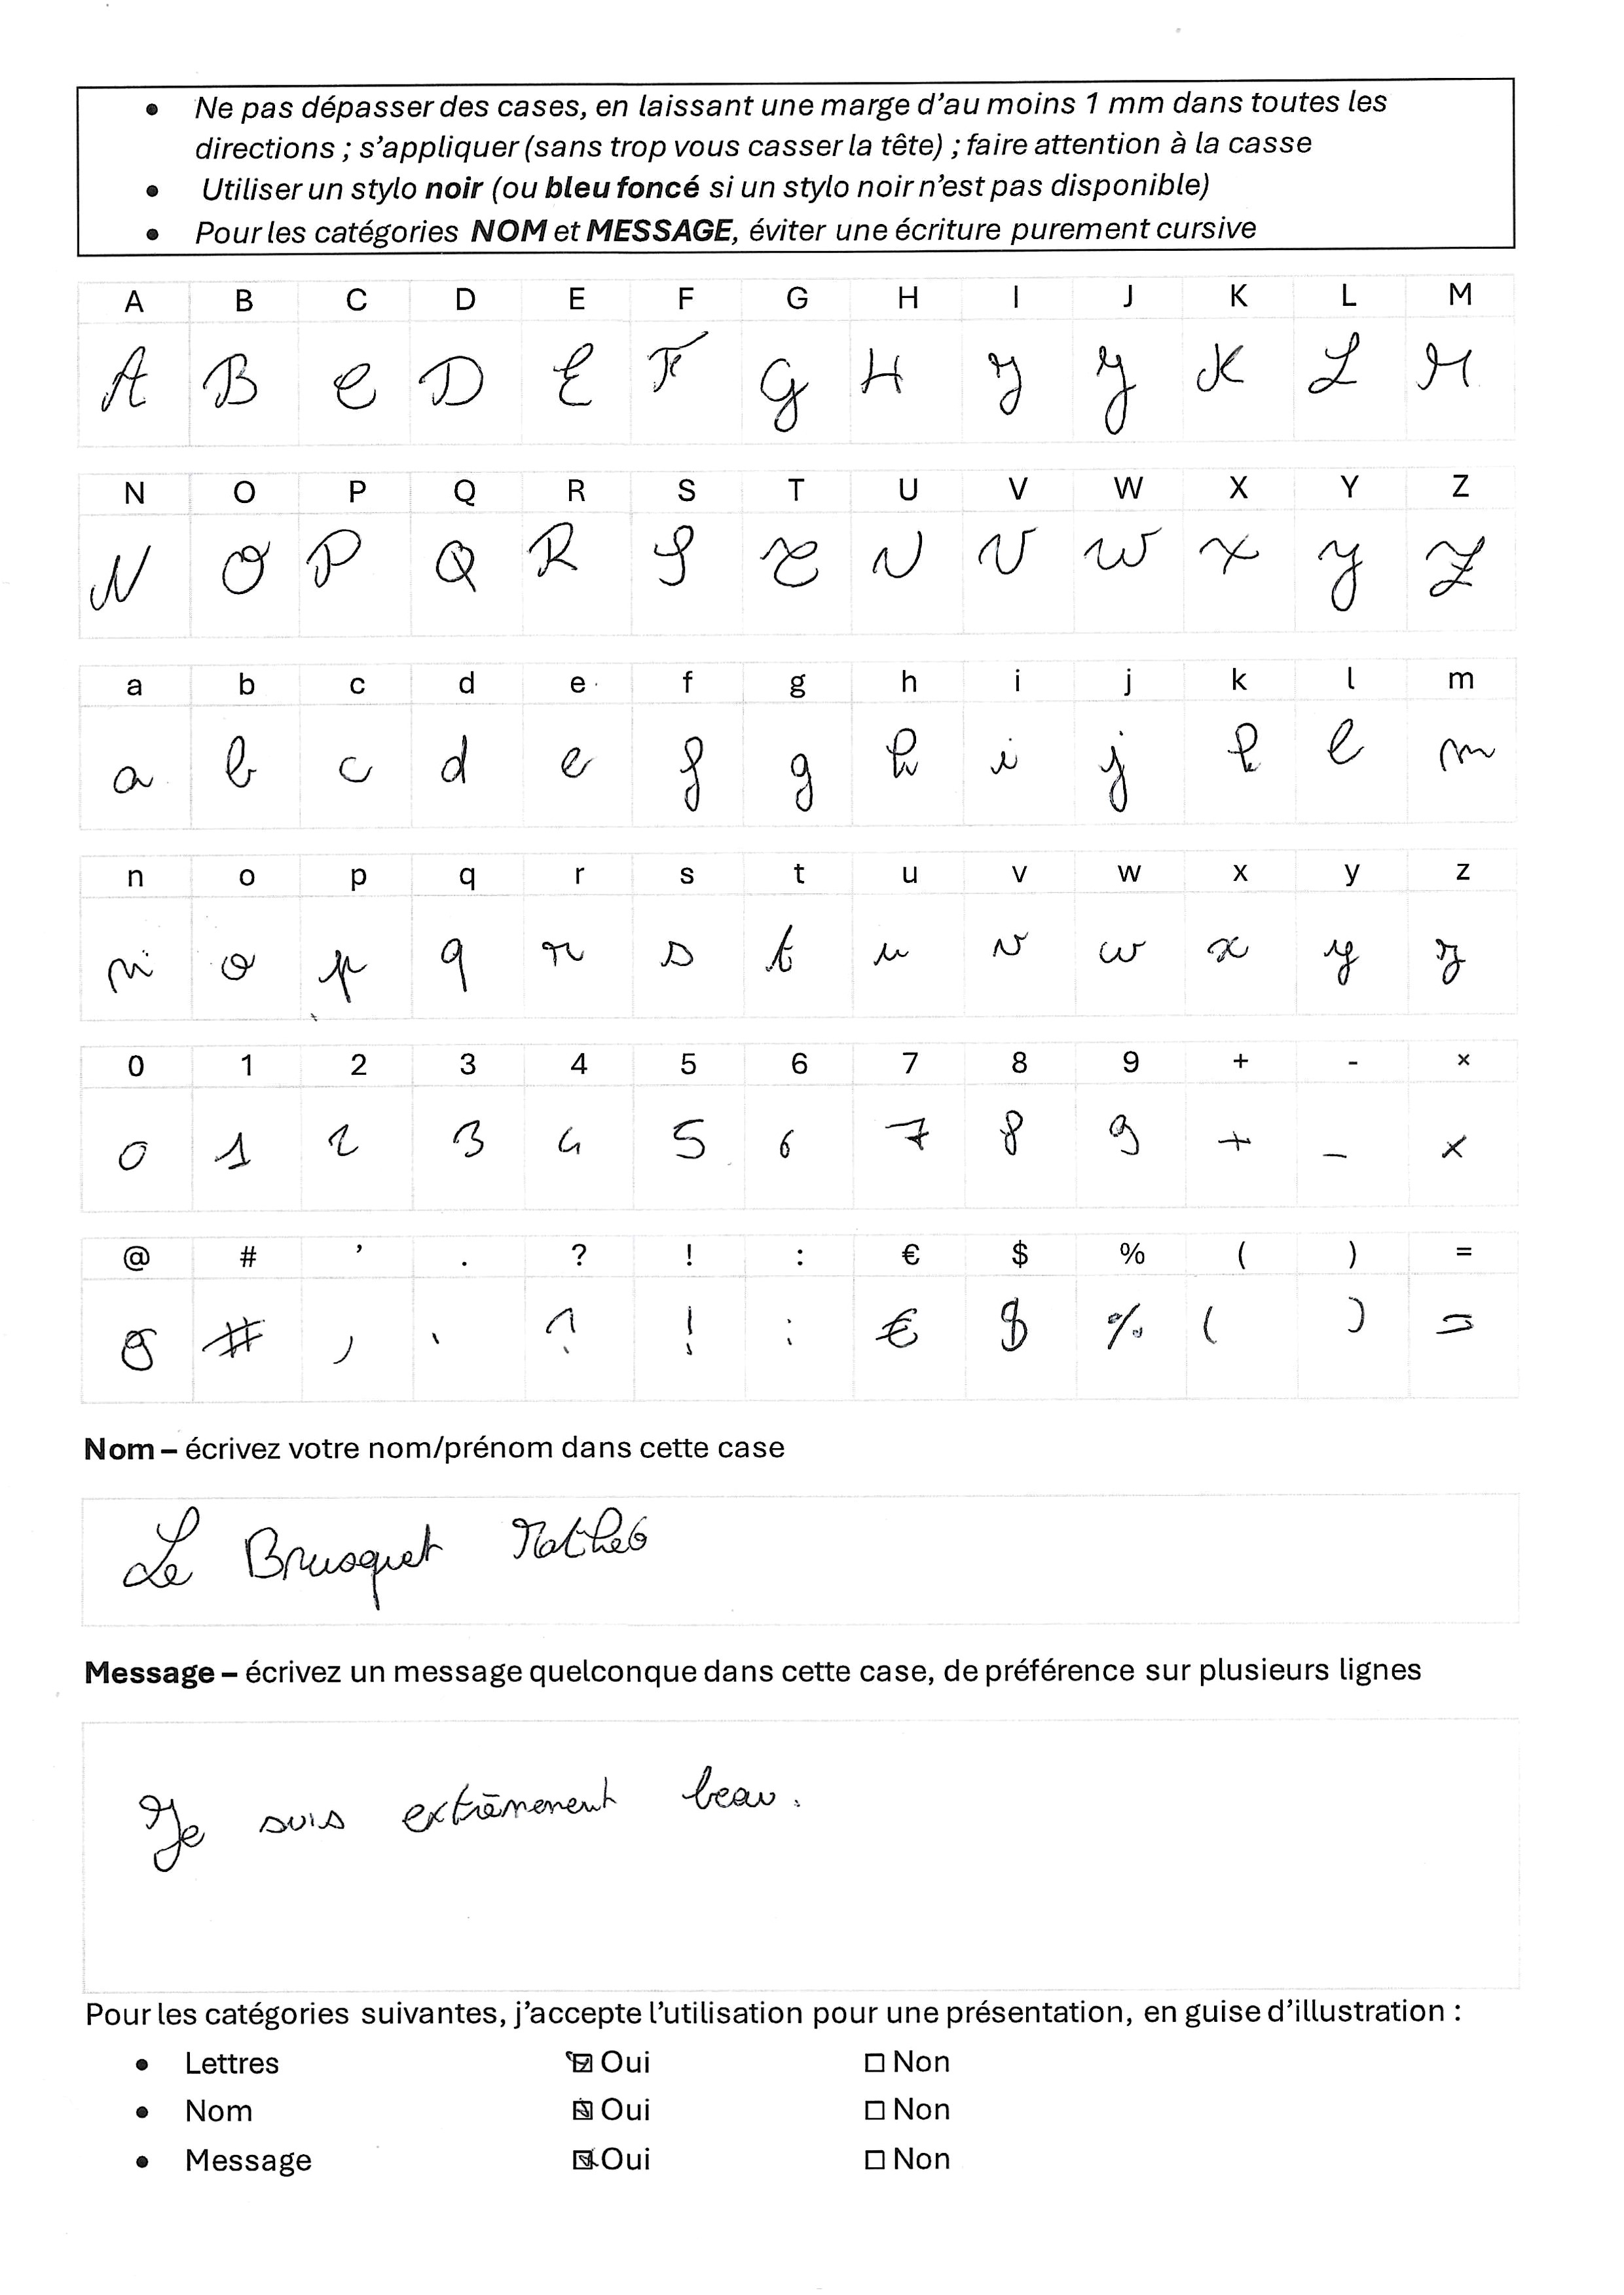 • Ne pas dépasser des cases, en laissant une marge d'au moins 1 mm dans toutes les
directions ; s'appliquer (sans trop vous casser la tête) ; faire attention à la casse
• Utiliser un stylo noir (ou bleu foncé si un stylo noir n'est pas disponible)
• Pour les catégories NOM et MESSAGE, éviter une écriture purement cursive
A B C D E F G H I J K L M
A B C D E F G H I J K L M
N O P Q R S T U V W X Y Z
N O P Q R S T U V W X Y Z
a b c d e f g h i j k l m
a b c d e f g h i j k l m
n o p q r s t u v w x y z
n o p q r s t u v w x y z
0 1 2 3 4 5 6 7 8 9 + - ×
0 1 2 3 4 5 6 7 8 9 + - ×
@ # ' . ? ! : € $ % ( ) =
@ # , . ? ! : € $ % ( ) =
Nom – écrivez votre nom/prénom dans cette case
Le Brusquet Mathéo
Message – écrivez un message quelconque dans cette case, de préférence sur plusieurs lignes
Je suis extrêmement beau.
Pour les catégories suivantes, j'accepte l'utilisation pour une présentation, en guise d'illustration :
• Lettres ☑ Oui ☐ Non
• Nom ☑ Oui ☐ Non
• Message ☑ Oui ☐ Non